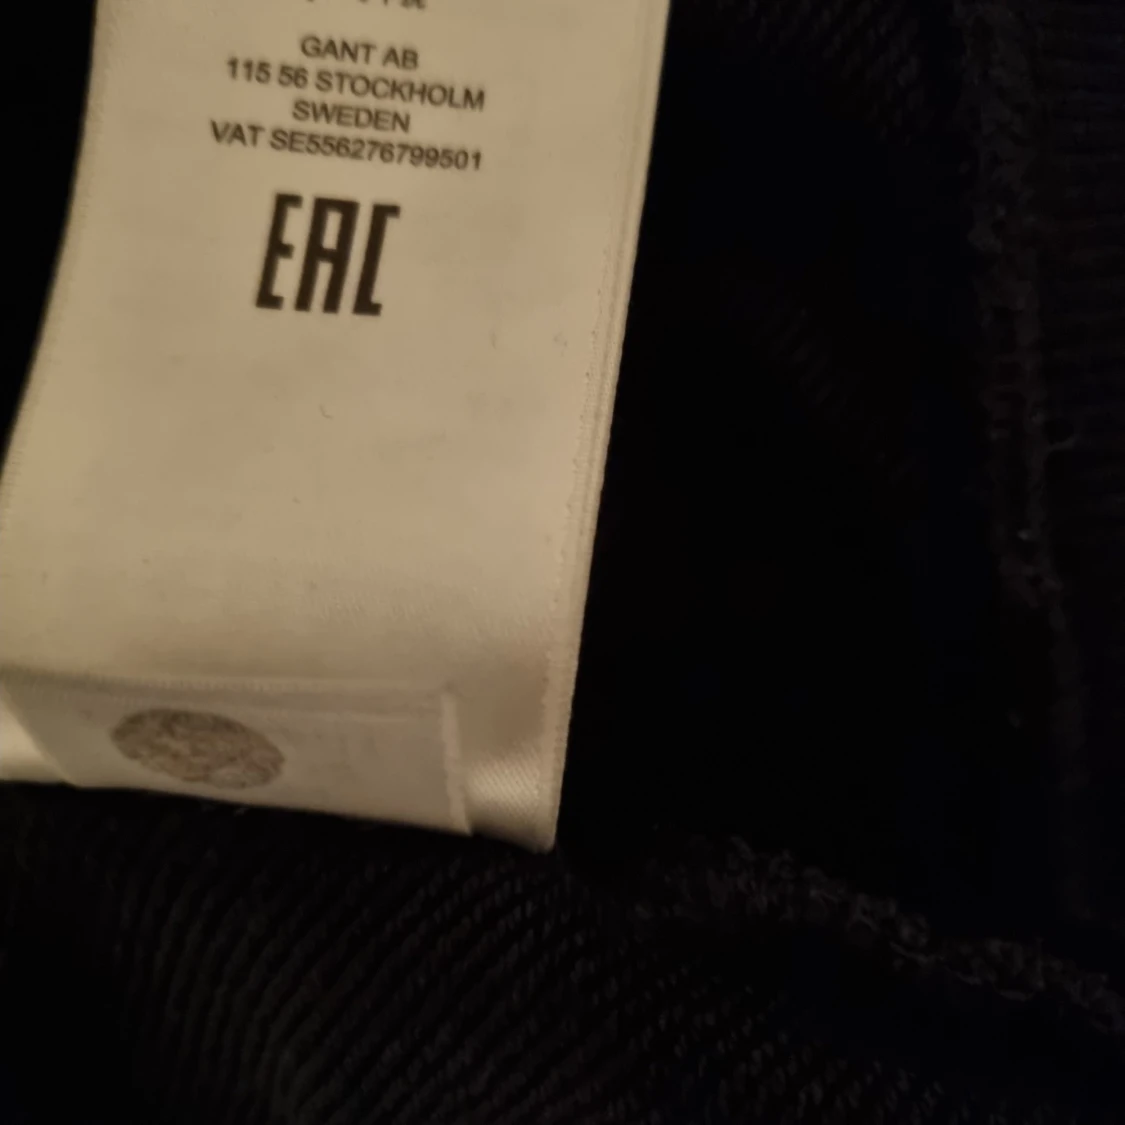 GANT AB
115 56 STOCKHOLM
SWEDEN
VAT SE556276799501
EAC